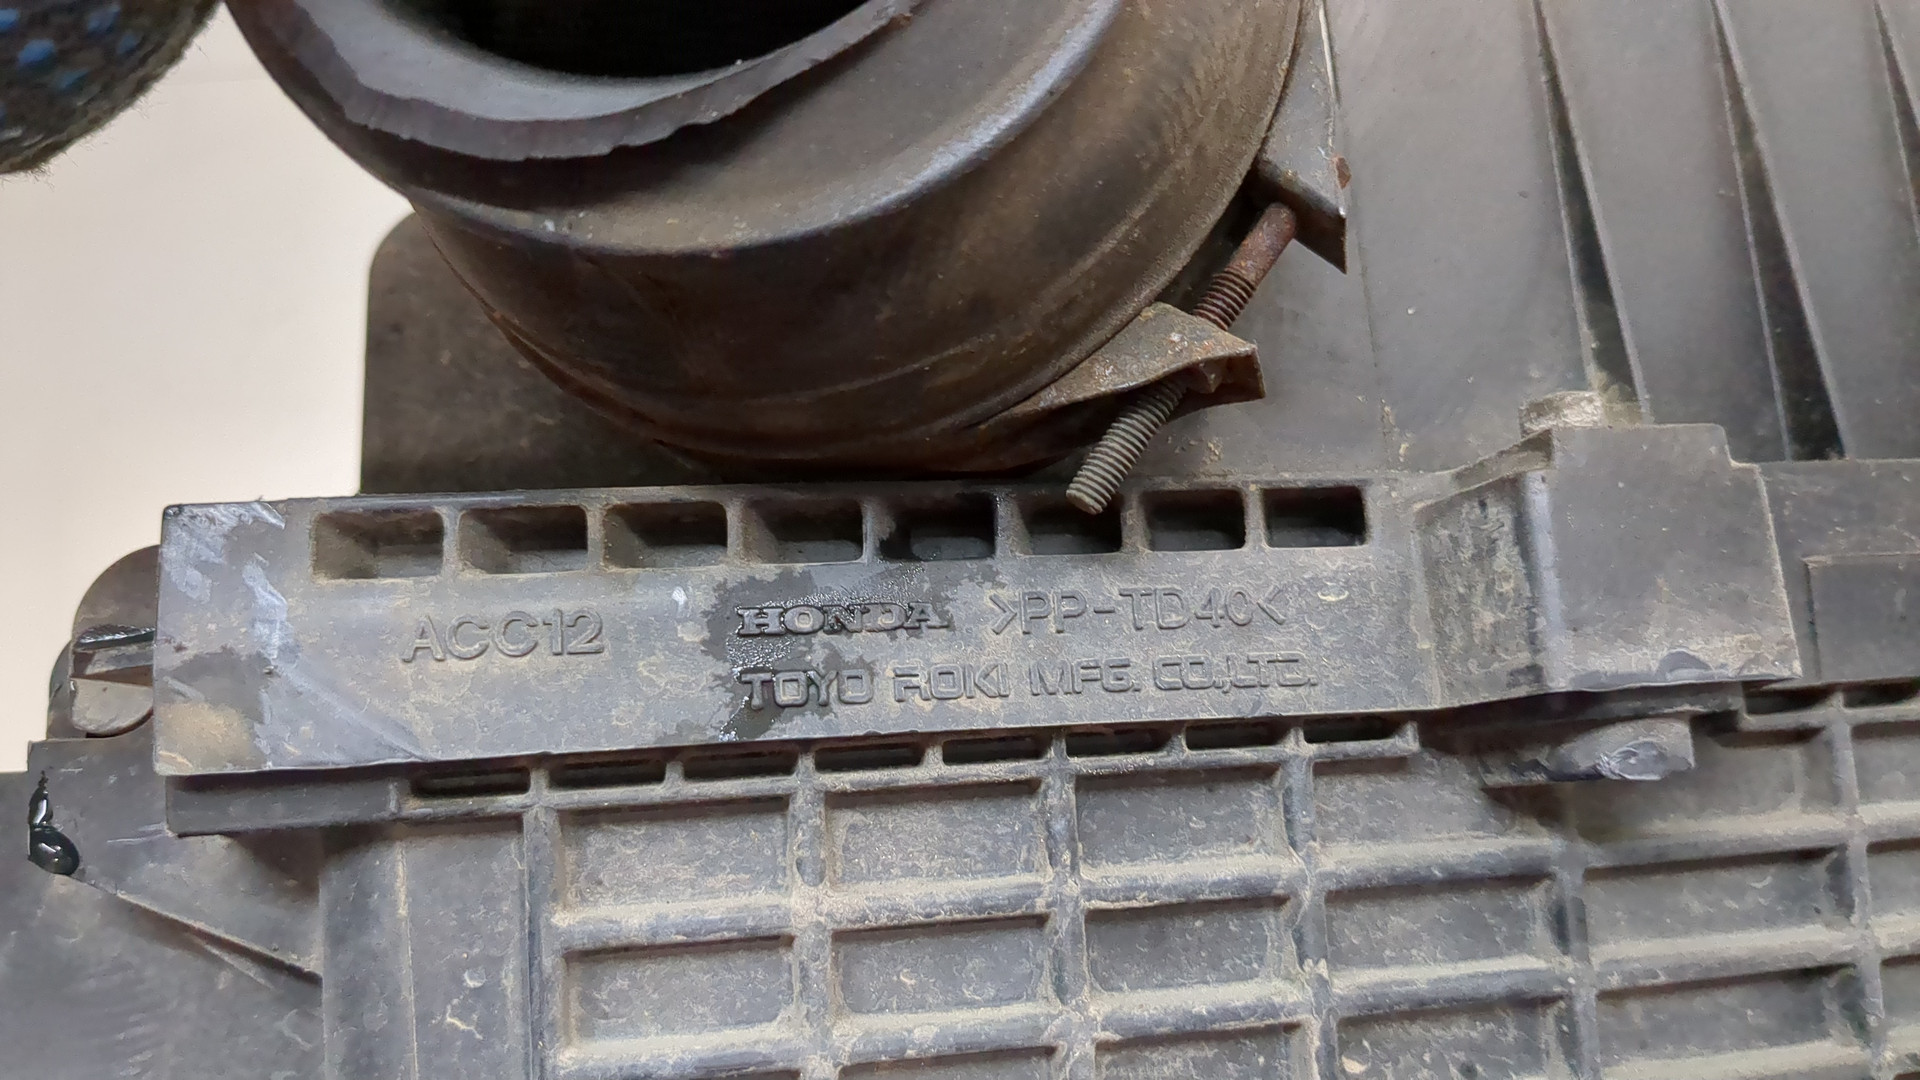 ACC12
HONDA >PP-TD40<
TOYO ROKI MFG. CO.,LTD.